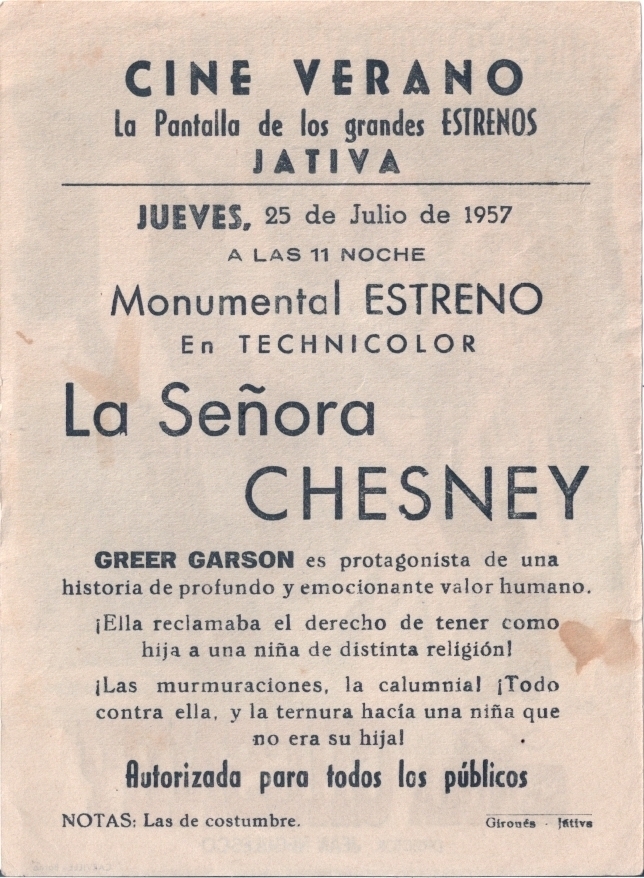 CINE VERANO
La Pantalla de los grandes ESTRENOS
JATIVA
JUEVES, 25 de Julio de 1957
A LAS 11 NOCHE
Monumental ESTRENO
En TECHNICOLOR
La Señora
CHESNEY
GREER GARSON es protagonista de una
historia de profundo y emocionante valor humano.
¡Ella reclamaba el derecho de tener como
hija a una niña de distinta religión!
¡Las murmuraciones, la calumnia! ¡Todo
contra ella, y la ternura hacía una niña que
no era su hija!
Autorizada para todos los públicos
NOTAS: Las de costumbre.
Gironés - Játiva